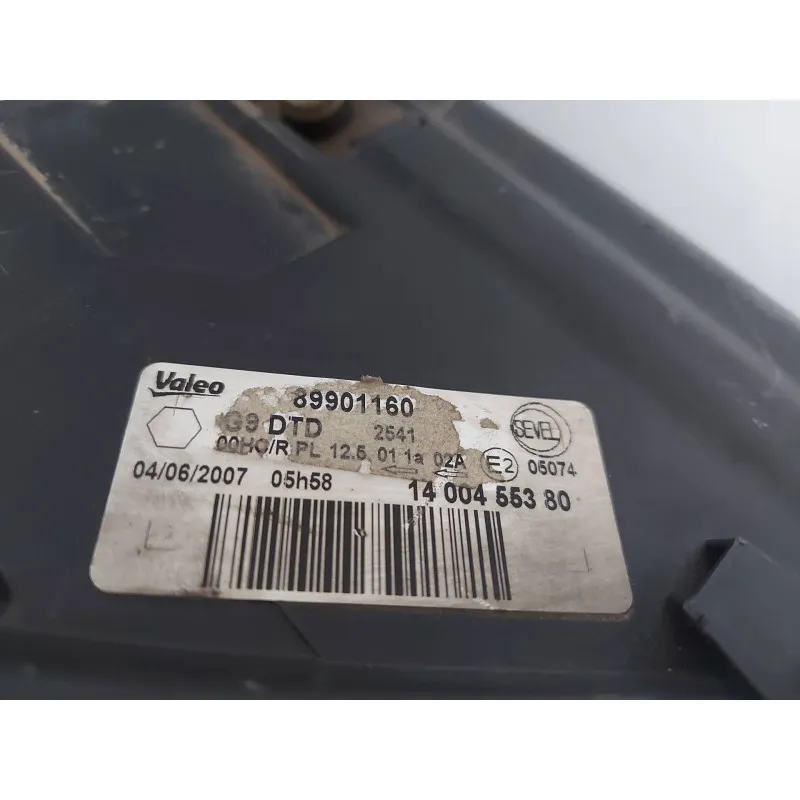 Valeo
89901160
G9 DTD 2541
SEVEL
00HC/R PL 12.5 01 1a 02A E2 05074
04/06/2007 05h58 14 004 553 80